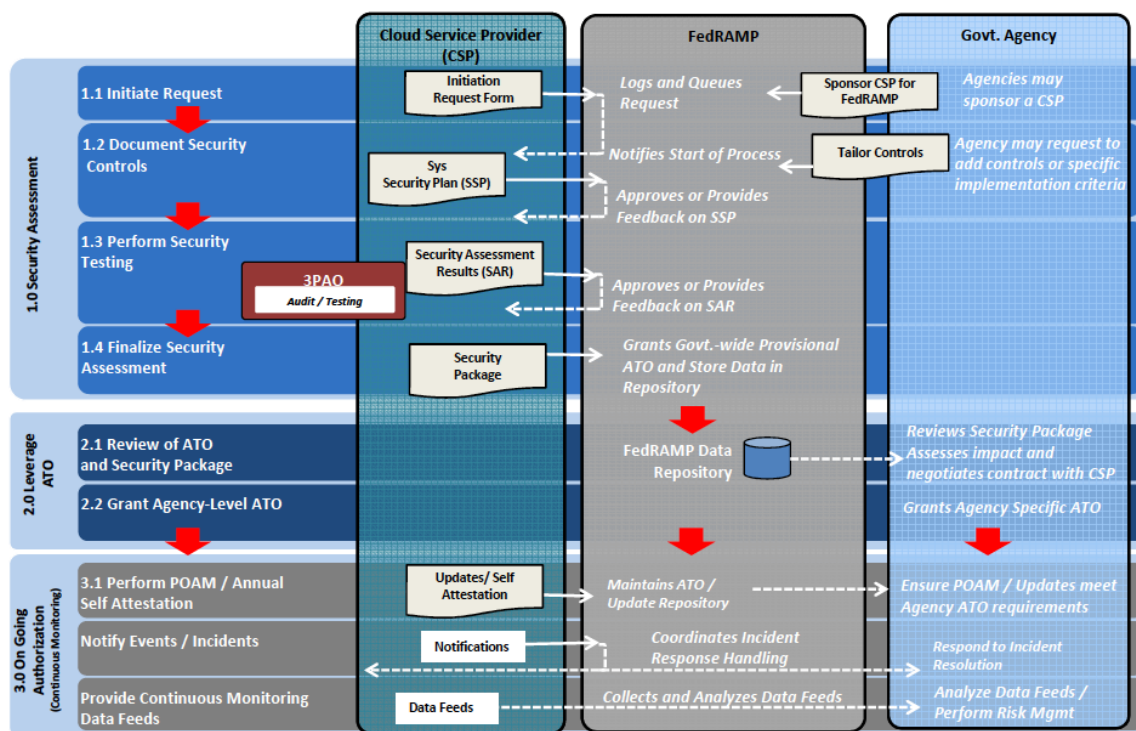 Cloud Service Provider
(CSP)
FedRAMP
Govt. Agency
1.0 Security Assessment
1.1 Initiate Request
Initiation
Request Form
Logs and Queues
Request
Sponsor CSP for
FedRAMP
Agencies may
sponsor a CSP
1.2 Document Security
Controls
Sys
Security Plan (SSP)
Notifies Start of Process
Tailor Controls
Agency may request to
add controls or specific
implementation criteria
Approves or Provides
Feedback on SSP
1.3 Perform Security
Testing
3PAO
Audit / Testing
Security Assessment
Results (SAR)
Approves or Provides
Feedback on SAR
1.4 Finalize Security
Assessment
Security
Package
Grants Govt.-wide Provisional
ATO and Store Data in
Repository
2.0 Leverage
ATO
2.1 Review of ATO
and Security Package
FedRAMP Data
Repository
Reviews Security Package
Assesses impact and
negotiates contract with CSP
2.2 Grant Agency-Level ATO
Grants Agency Specific ATO
3.0 On Going
Authorization
(Continuous Monitoring)
3.1 Perform POAM / Annual
Self Attestation
Updates/ Self
Attestation
Maintains ATO /
Update Repository
Ensure POAM / Updates meet
Agency ATO requirements
Notify Events / Incidents
Notifications
Coordinates Incident
Response Handling
Respond to Incident
Resolution
Provide Continuous Monitoring
Data Feeds
Data Feeds
Collects and Analyzes Data Feeds
Analyze Data Feeds /
Perform Risk Mgmt